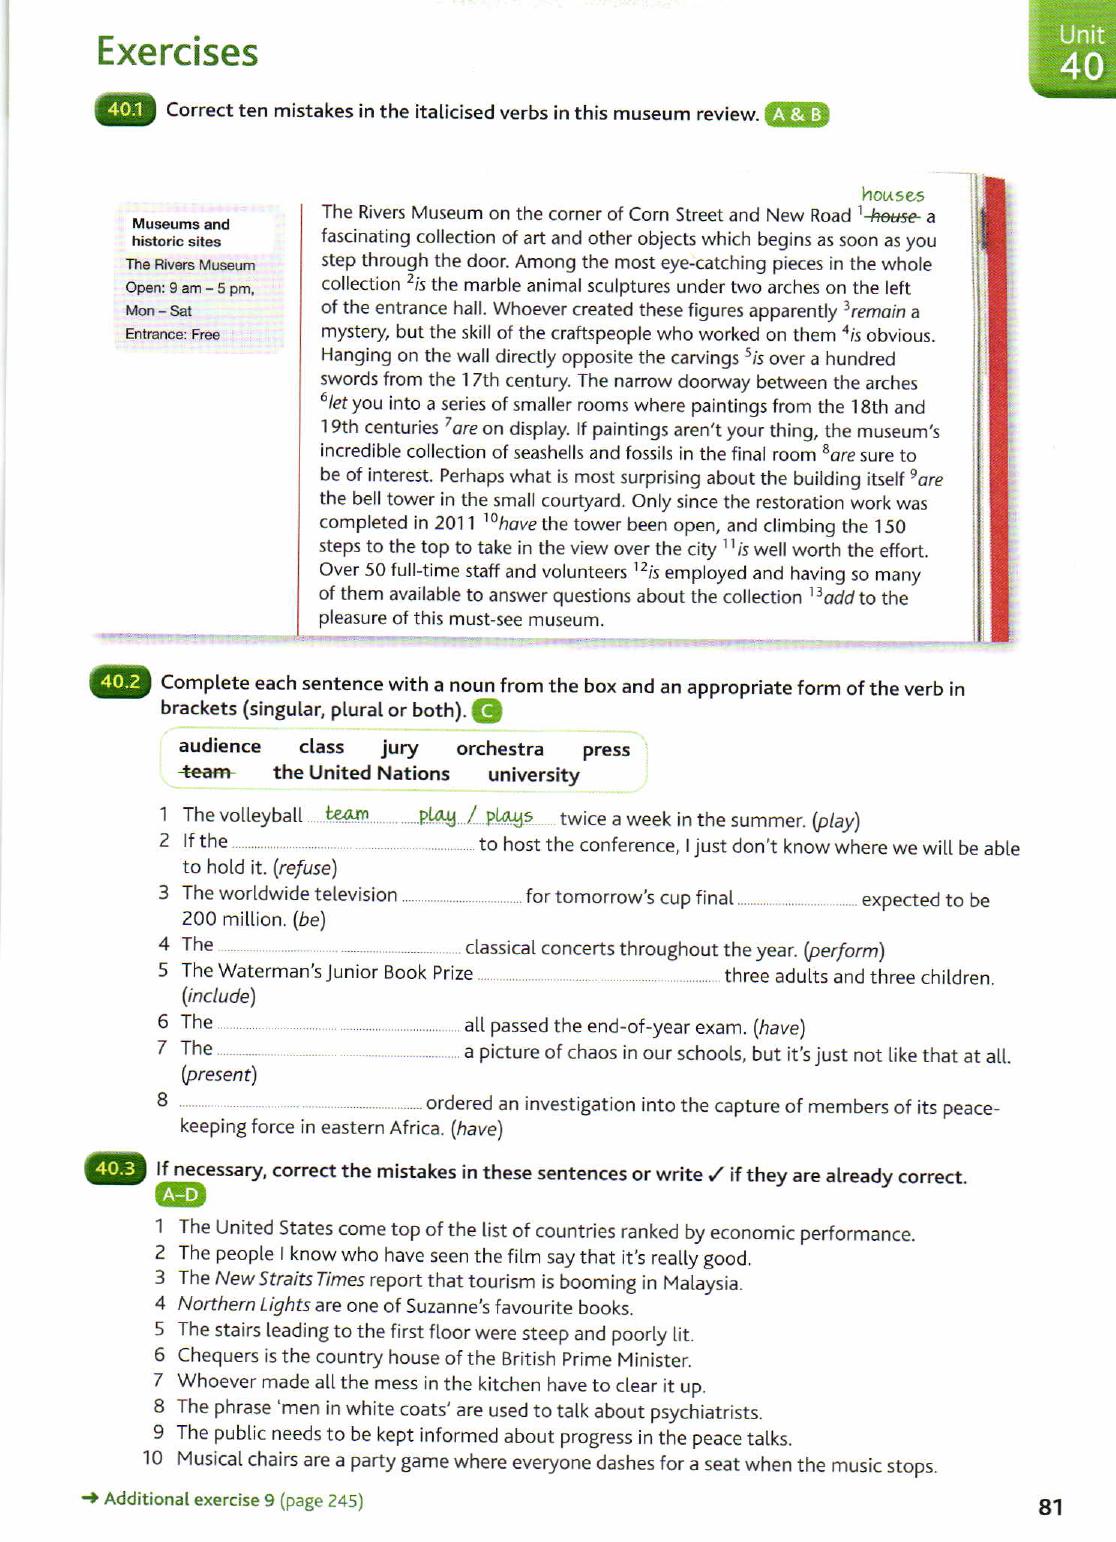 Exercises
Unit
40
40.1 Correct ten mistakes in the italicised verbs in this museum review. A & B
Museums and
historic sites
The Rivers Museum
Open: 9 am – 5 pm,
Mon – Sat
Entrance: Free
houses
The Rivers Museum on the corner of Corn Street and New Road 1house a
fascinating collection of art and other objects which begins as soon as you
step through the door. Among the most eye-catching pieces in the whole
collection 2is the marble animal sculptures under two arches on the left
of the entrance hall. Whoever created these figures apparently 3remain a
mystery, but the skill of the craftspeople who worked on them 4is obvious.
Hanging on the wall directly opposite the carvings 5is over a hundred
swords from the 17th century. The narrow doorway between the arches
6let you into a series of smaller rooms where paintings from the 18th and
19th centuries 7are on display. If paintings aren't your thing, the museum's
incredible collection of seashells and fossils in the final room 8are sure to
be of interest. Perhaps what is most surprising about the building itself 9are
the bell tower in the small courtyard. Only since the restoration work was
completed in 2011 10have the tower been open, and climbing the 150
steps to the top to take in the view over the city 11is well worth the effort.
Over 50 full-time staff and volunteers 12is employed and having so many
of them available to answer questions about the collection 13add to the
pleasure of this must-see museum.
40.2 Complete each sentence with a noun from the box and an appropriate form of the verb in
brackets (singular, plural or both). C
audience class jury orchestra press
team the United Nations university
1 The volleyball team play / plays twice a week in the summer. (play)
2 If the ........ to host the conference, I just don't know where we will be able
to hold it. (refuse)
3 The worldwide television ........ for tomorrow's cup final ........ expected to be
200 million. (be)
4 The ........ classical concerts throughout the year. (perform)
5 The Waterman's Junior Book Prize ........ three adults and three children.
(include)
6 The ........ all passed the end-of-year exam. (have)
7 The ........ a picture of chaos in our schools, but it's just not like that at all.
(present)
8 ........ ordered an investigation into the capture of members of its peace-
keeping force in eastern Africa. (have)
40.3 If necessary, correct the mistakes in these sentences or write ✓ if they are already correct.
A–D
1 The United States come top of the list of countries ranked by economic performance.
2 The people I know who have seen the film say that it's really good.
3 The New Straits Times report that tourism is booming in Malaysia.
4 Northern Lights are one of Suzanne's favourite books.
5 The stairs leading to the first floor were steep and poorly lit.
6 Chequers is the country house of the British Prime Minister.
7 Whoever made all the mess in the kitchen have to clear it up.
8 The phrase 'men in white coats' are used to talk about psychiatrists.
9 The public needs to be kept informed about progress in the peace talks.
10 Musical chairs are a party game where everyone dashes for a seat when the music stops.
➜ Additional exercise 9 (page 245)
81